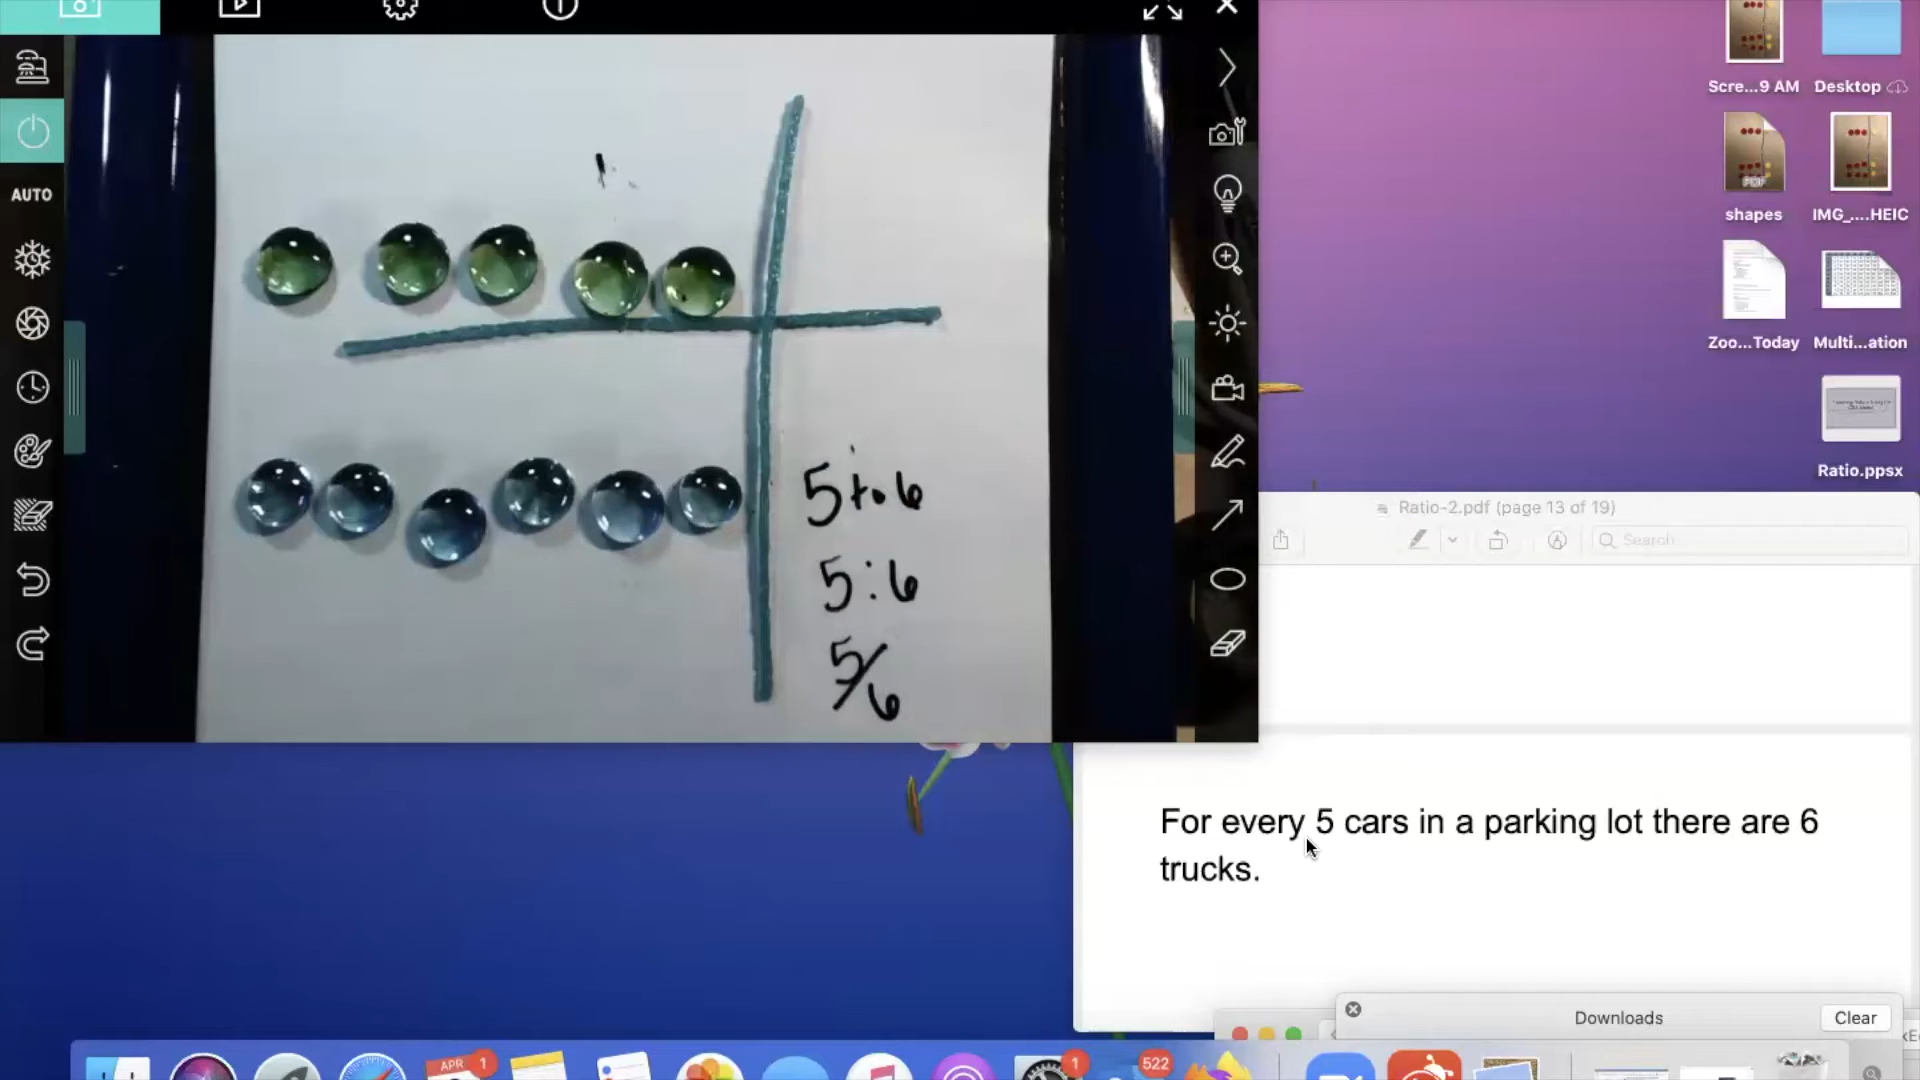 AUTO
5 to 6
5:6
5/6
Scre...9 AM
Desktop
PDF
shapes
IMG_....HEIC
Zoo...Today
Multi...ation
Ratio.ppsx
Ratio-2.pdf (page 13 of 19)
Search
For every 5 cars in a parking lot there are 6
trucks.
Downloads
Clear
APR
1
1
522